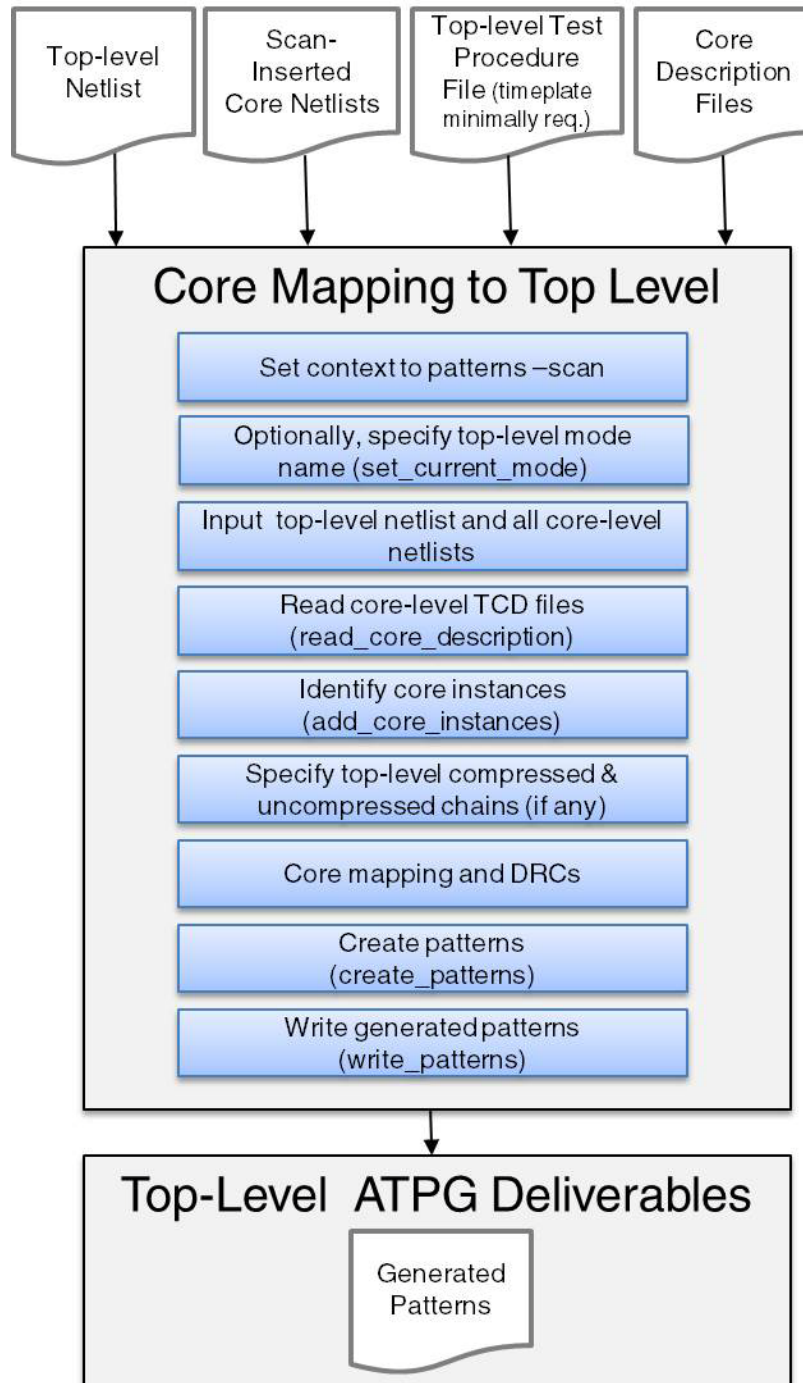 Top-level
Netlist
Scan-
Inserted
Core Netlists
Top-level Test
Procedure
File (timeplate
minimally req.)
Core
Description
Files
Core Mapping to Top Level
Set context to patterns –scan
Optionally, specify top-level mode
name (set_current_mode)
Input top-level netlist and all core-level
netlists
Read core-level TCD files
(read_core_description)
Identify core instances
(add_core_instances)
Specify top-level compressed &
uncompressed chains (if any)
Core mapping and DRCs
Create patterns
(create_patterns)
Write generated patterns
(write_patterns)
Top-Level ATPG Deliverables
Generated
Patterns